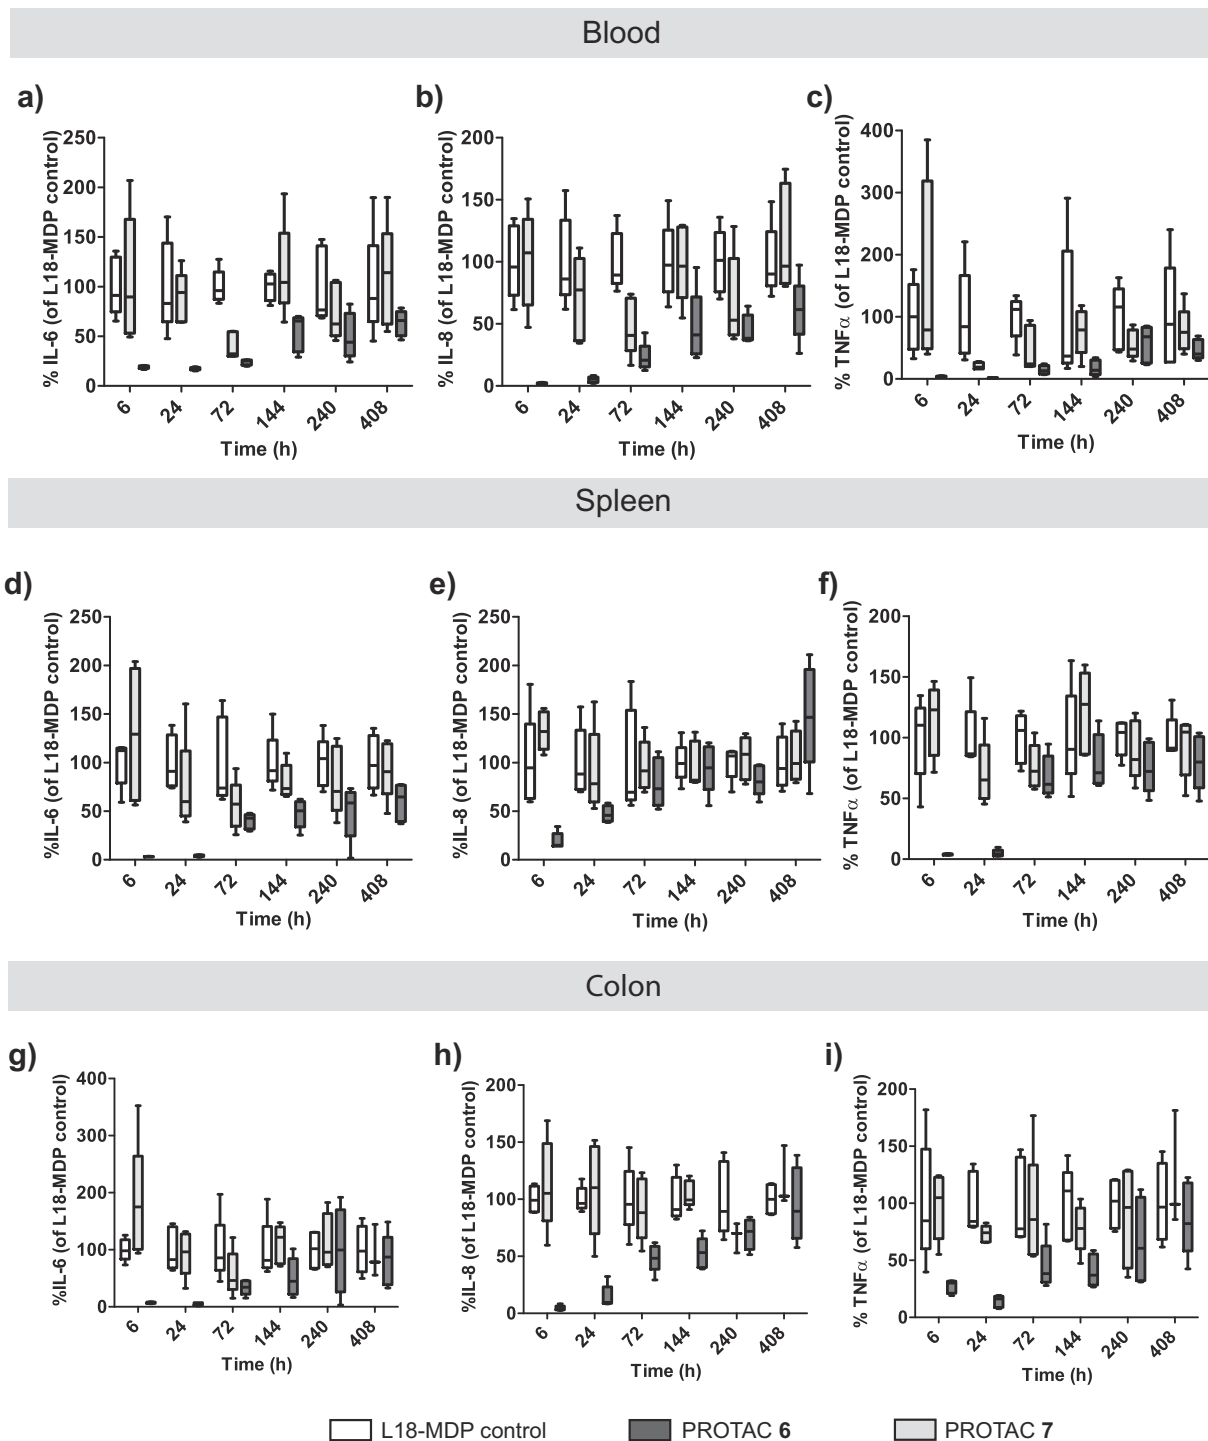 Blood
a)
b)
c)
% IL-6 (of L18-MDP control)
250
200
150
100
50
0
6 24 72 144 240 408
Time (h)
% IL-8 (of L18-MDP control)
200
150
100
50
0
6 24 72 144 240 408
Time (h)
% TNFα (of L18-MDP control)
400
300
200
100
0
6 24 72 144 240 408
Time (h)
Spleen
d)
e)
f)
%IL-6 (of L18-MDP control)
250
200
150
100
50
0
6 24 72 144 240 408
Time (h)
%IL-8 (of L18-MDP control)
250
200
150
100
50
0
6 24 72 144 240 408
Time (h)
% TNFα (of L18-MDP control)
200
150
100
50
0
6 24 72 144 240 408
Time (h)
Colon
g)
h)
i)
%IL-6 (of L18-MDP control)
400
300
200
100
0
6 24 72 144 240 408
Time (h)
%IL-8 (of L18-MDP control)
200
150
100
50
0
6 24 72 144 240 408
Time (h)
% TNFα (of L18-MDP control)
200
150
100
50
0
6 24 72 144 240 408
Time (h)
L18-MDP control PROTAC 6 PROTAC 7